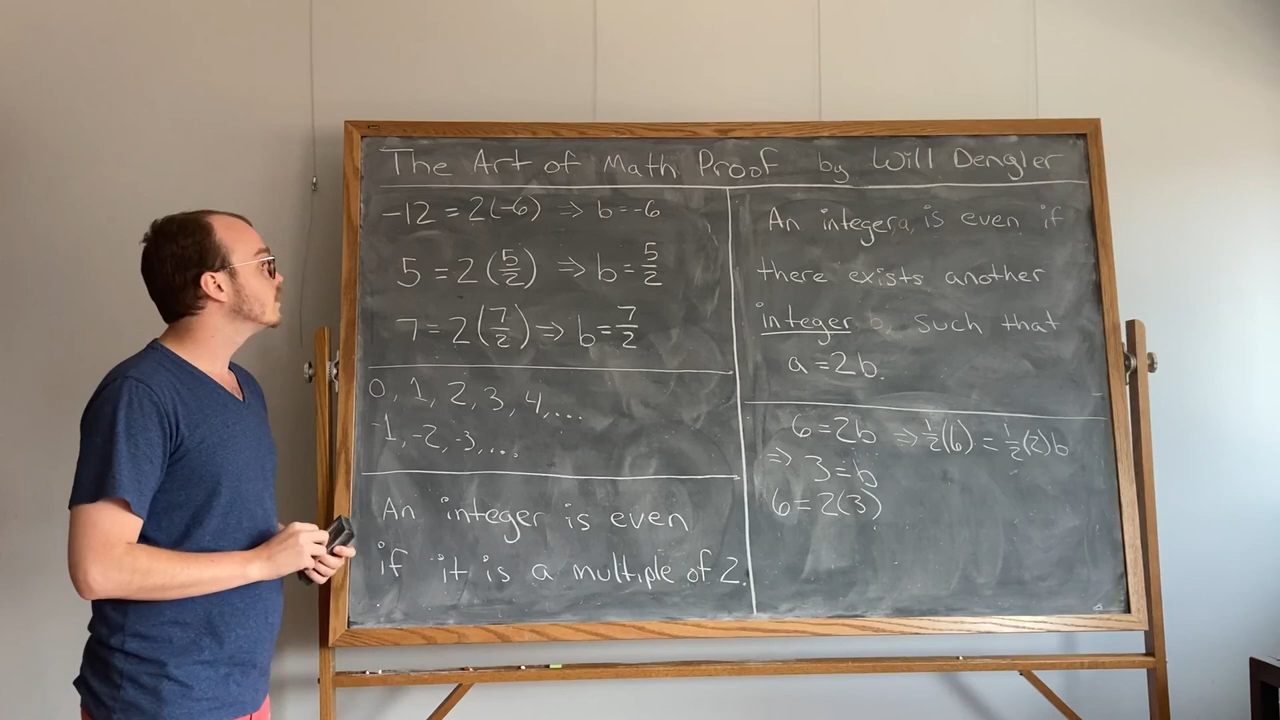 The Art of Math Proof by Will Dengler
-12 = 2(-6) ⇒ b=-6
5 = 2(5/2) ⇒ b = 5/2
7 = 2(7/2) ⇒ b = 7/2
0, 1, 2, 3, 4,...
-1, -2, -3,...
An integer is even
if it is a multiple of 2.
An integer, a, is even if
there exists another
integer b, such that
a = 2b.
6 = 2b ⇒ 1/2(6) = 1/2(2)b
⇒ 3 = b
6 = 2(3)